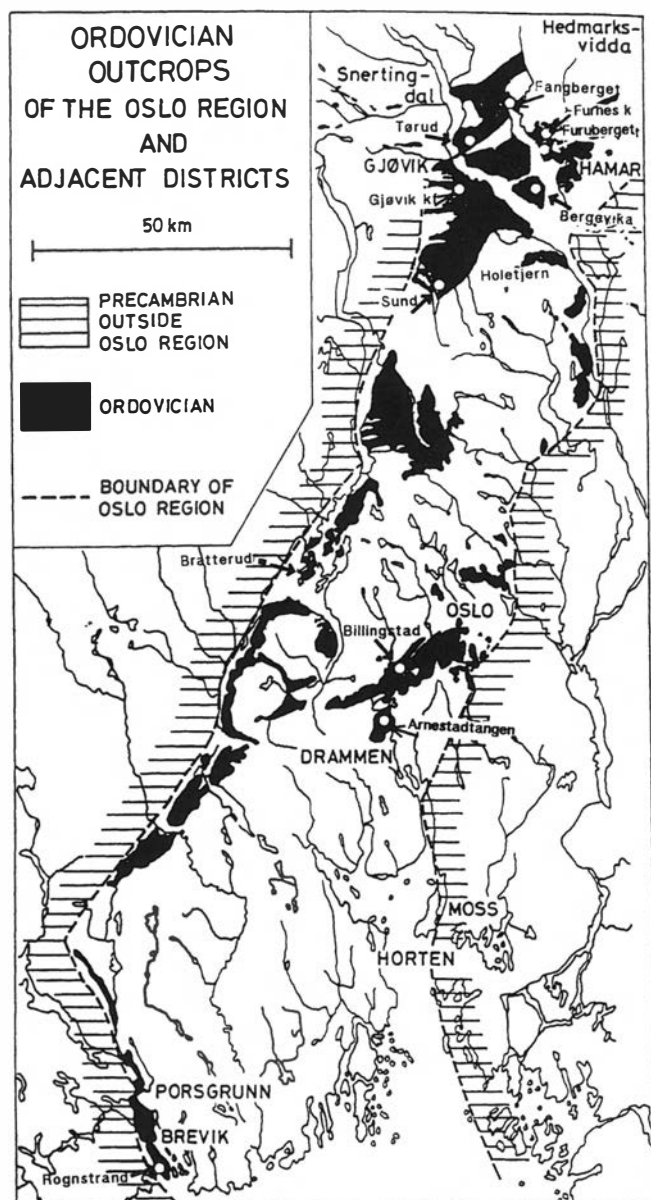 ORDOVICIAN
OUTCROPS
OF THE OSLO REGION
AND
ADJACENT DISTRICTS
50 km
PRECAMBRIAN
OUTSIDE
OSLO REGION
ORDOVICIAN
BOUNDARY OF
OSLO REGION
Hedmarks-
vidda
Snerting-
dal
Fangberget
Furnes k
Tørud
Furuberget
GJØVIK
HAMAR
Gjøvik k
Bergevika
Holetjern
Sund
Bratterud
OSLO
Billingstad
Arnestadtangen
DRAMMEN
MOSS
HORTEN
PORSGRUNN
BREVIK
Rognstrand